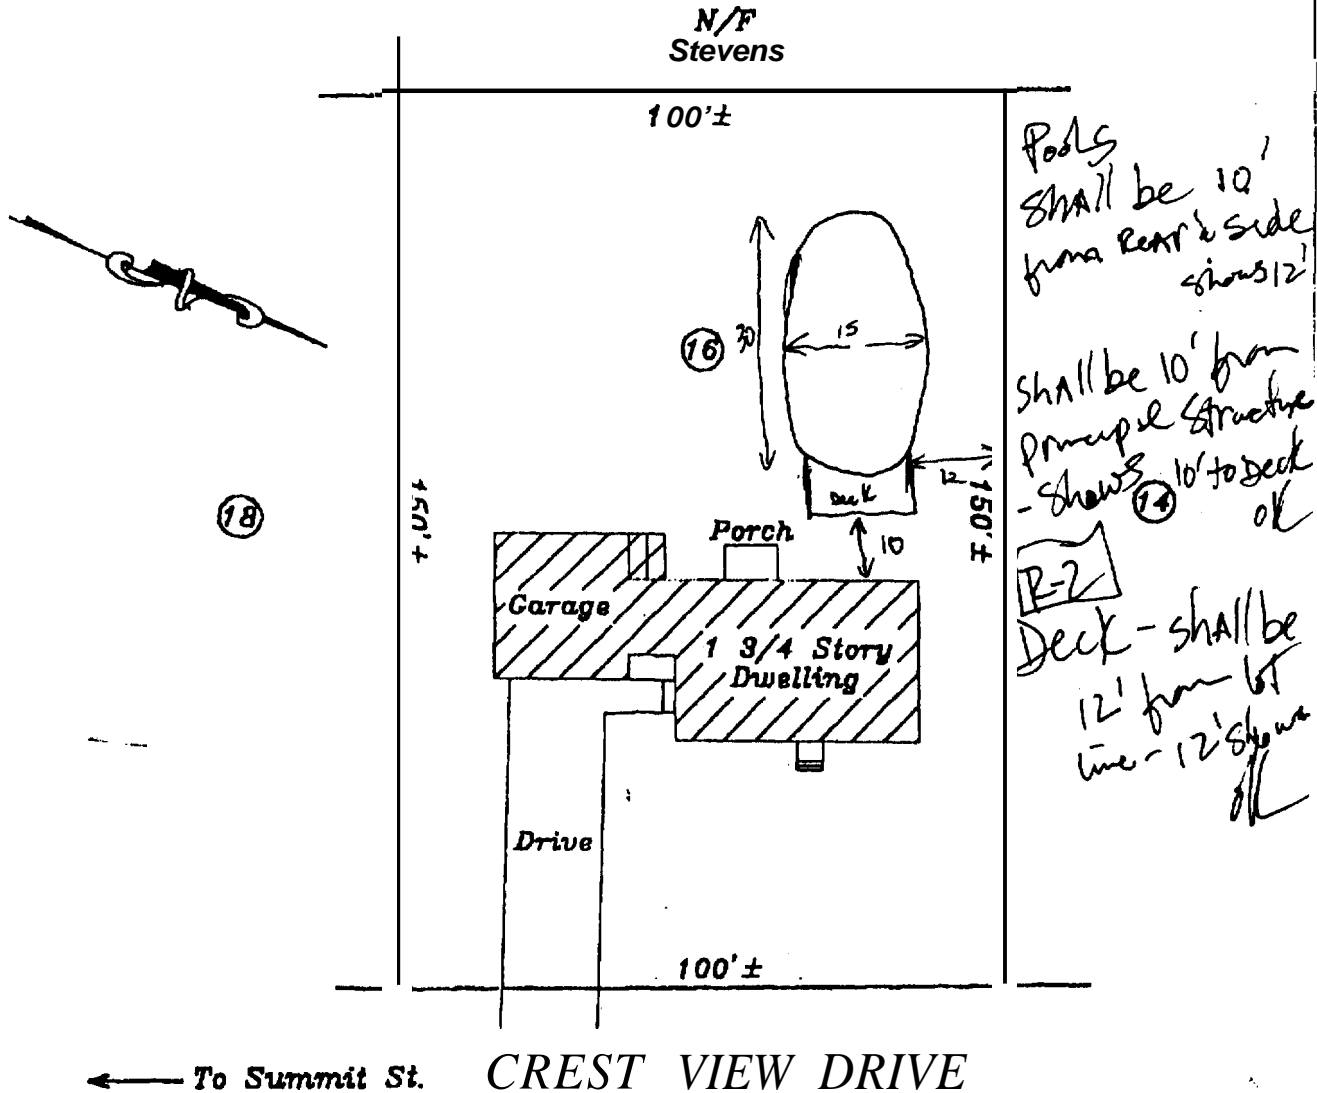 N/F
Stevens
100'±
Pools
Shall be 10'
from Rear & Side
shows 12'
16
30
15
Shall be 10' from
Principal Structure
- Shows 10' to Deck
OK
14
12
150'±
150'±
18
Deck
10
Porch
R-2
Garage
1 3/4 Story
Dwelling
Deck - shall be
12' from lot
line - 12' shown
OK
Drive
100'±
To Summit St.
CREST VIEW DRIVE